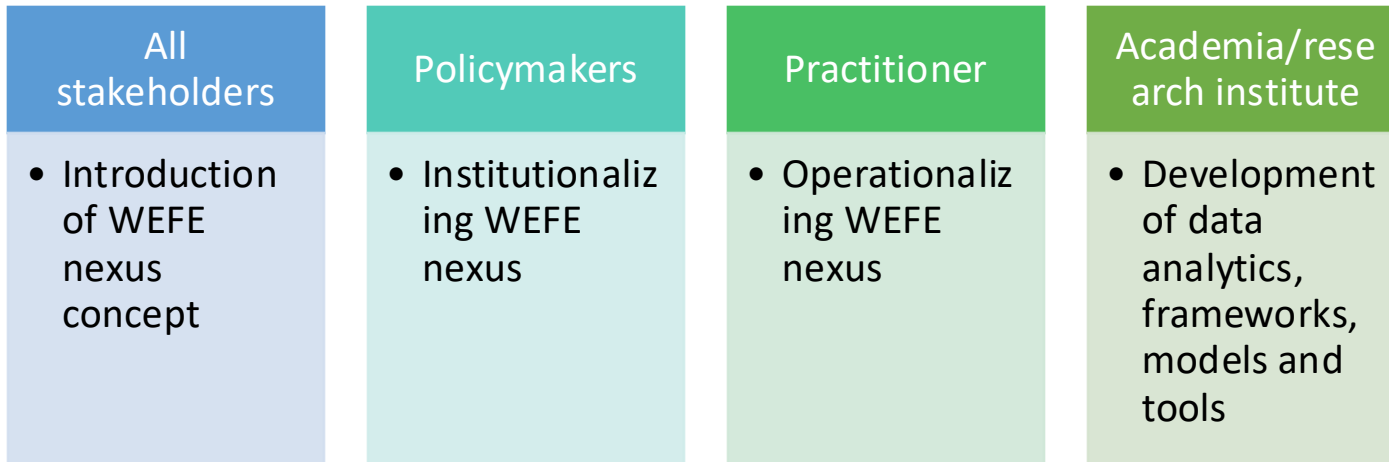 All
stakeholders
• Introduction
of WEFE
nexus
concept
Policymakers
• Institutionaliz
ing WEFE
nexus
Practitioner
• Operationaliz
ing WEFE
nexus
Academia/rese
arch institute
• Development
of data
analytics,
frameworks,
models and
tools